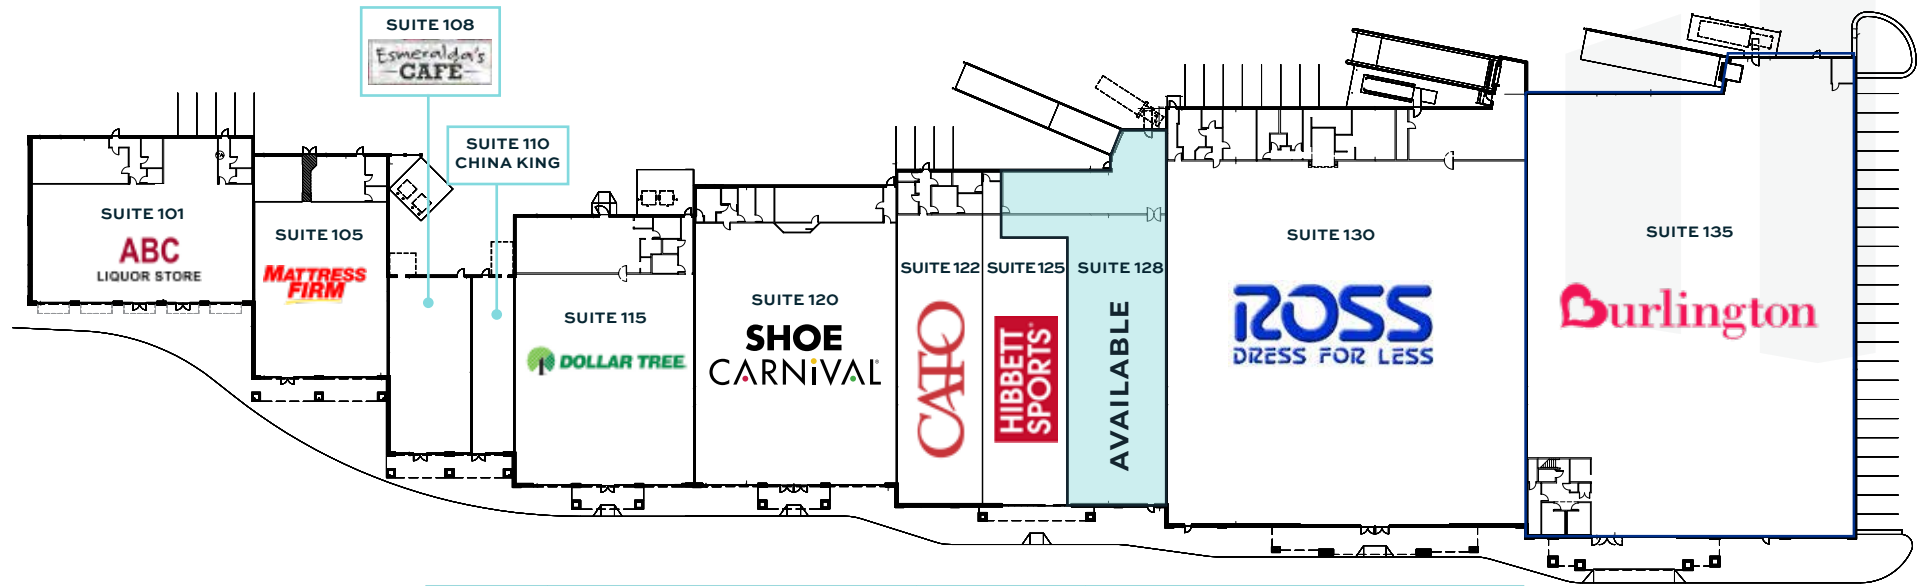 SUITE 108
Esmeralda's
CAFE
SUITE 110
CHINA KING
SUITE 101
ABC
LIQUOR STORE
SUITE 105
MATTRESS
FIRM
SUITE 115
DOLLAR TREE
SUITE 120
SHOE
CARNiVAL
SUITE 122
CATO
SUITE 125
HIBBETT
SPORTS
SUITE 128
AVAILABLE
SUITE 130
ROSS
DRESS FOR LESS
SUITE 135
Burlington